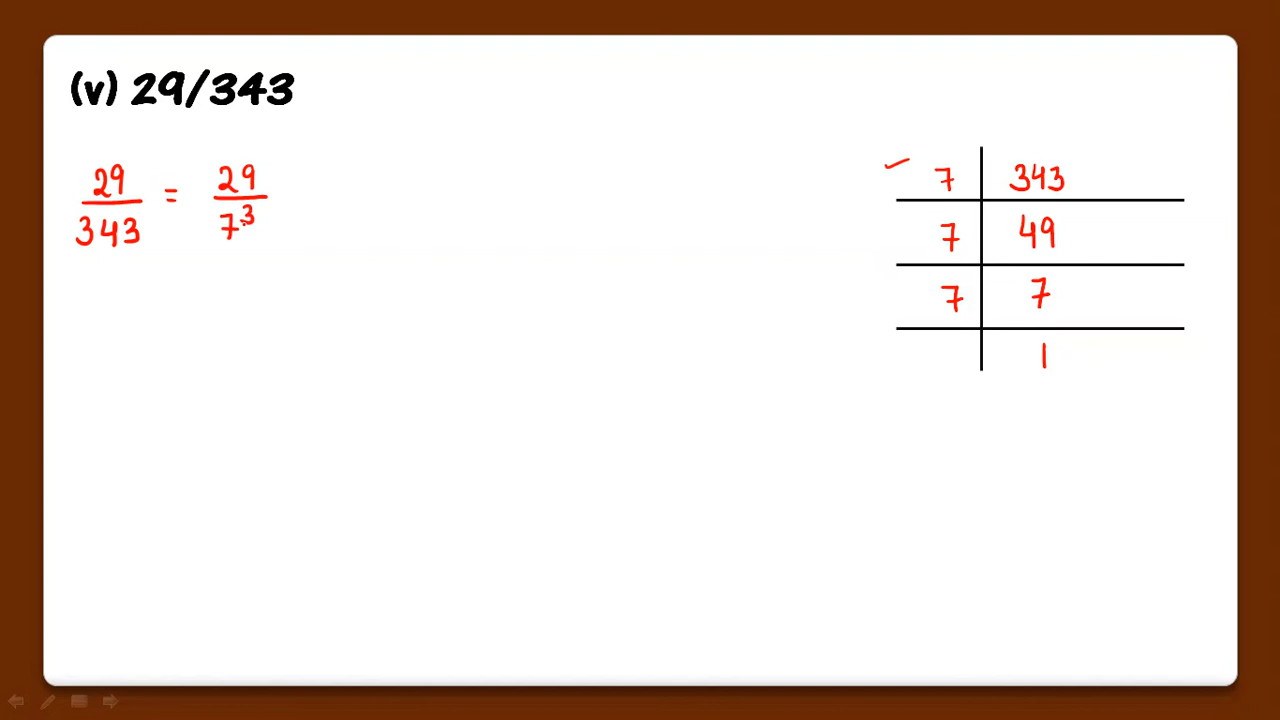 (v) 29/343
29/343 = 29/7³
7 | 343
7 | 49
7 | 7
1